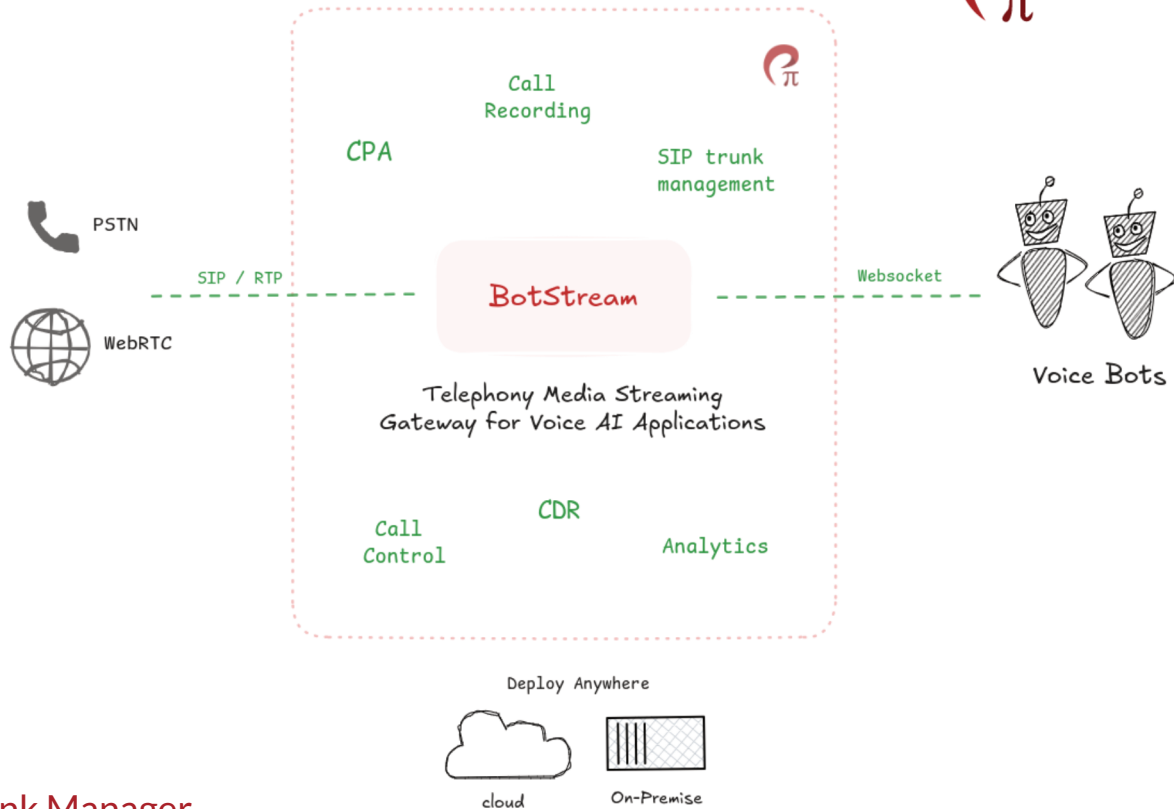 π
π
Call
Recording
CPA
SIP trunk
management
PSTN
SIP / RTP
WebRTC
BotStream
Websocket
Voice Bots
Telephony Media Streaming
Gateway for Voice AI Applications
CDR
Call
Control
Analytics
Deploy Anywhere
cloud
On-Premise
Manager